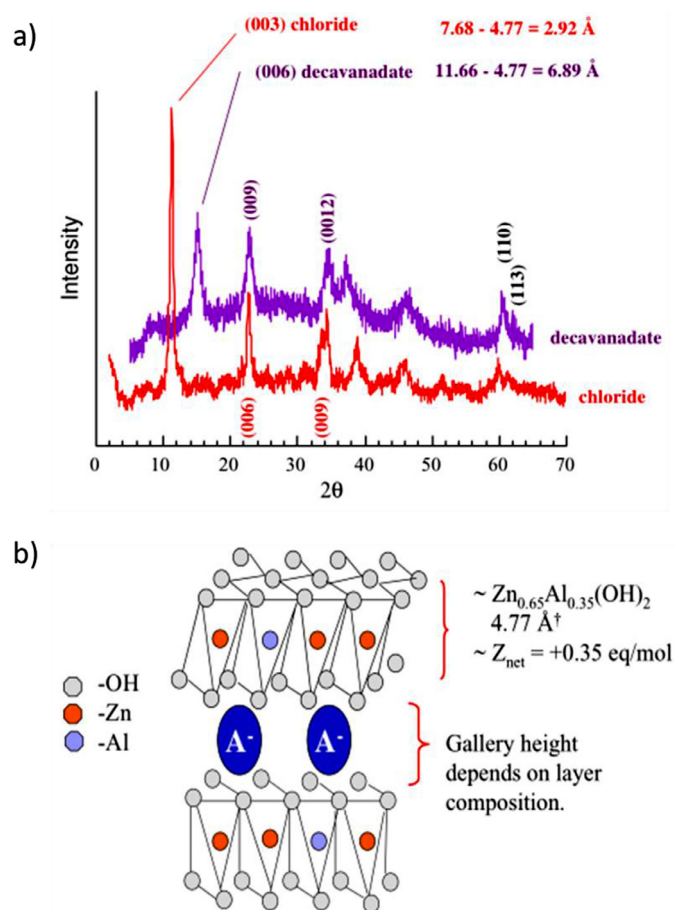 a)
(003) chloride
7.68 - 4.77 = 2.92 Å
(006) decavanadate
11.66 - 4.77 = 6.89 Å
Intensity
(009)
(0012)
(110)
(113)
decavanadate
chloride
(006)
(009)
0 10 20 30 40 50 60 70
2θ
b)
~ Zn0.65Al0.35(OH)2
4.77 Å†
~ Znet = +0.35 eq/mol
-OH
-Zn
-Al
A- A-
Gallery height
depends on layer
composition.